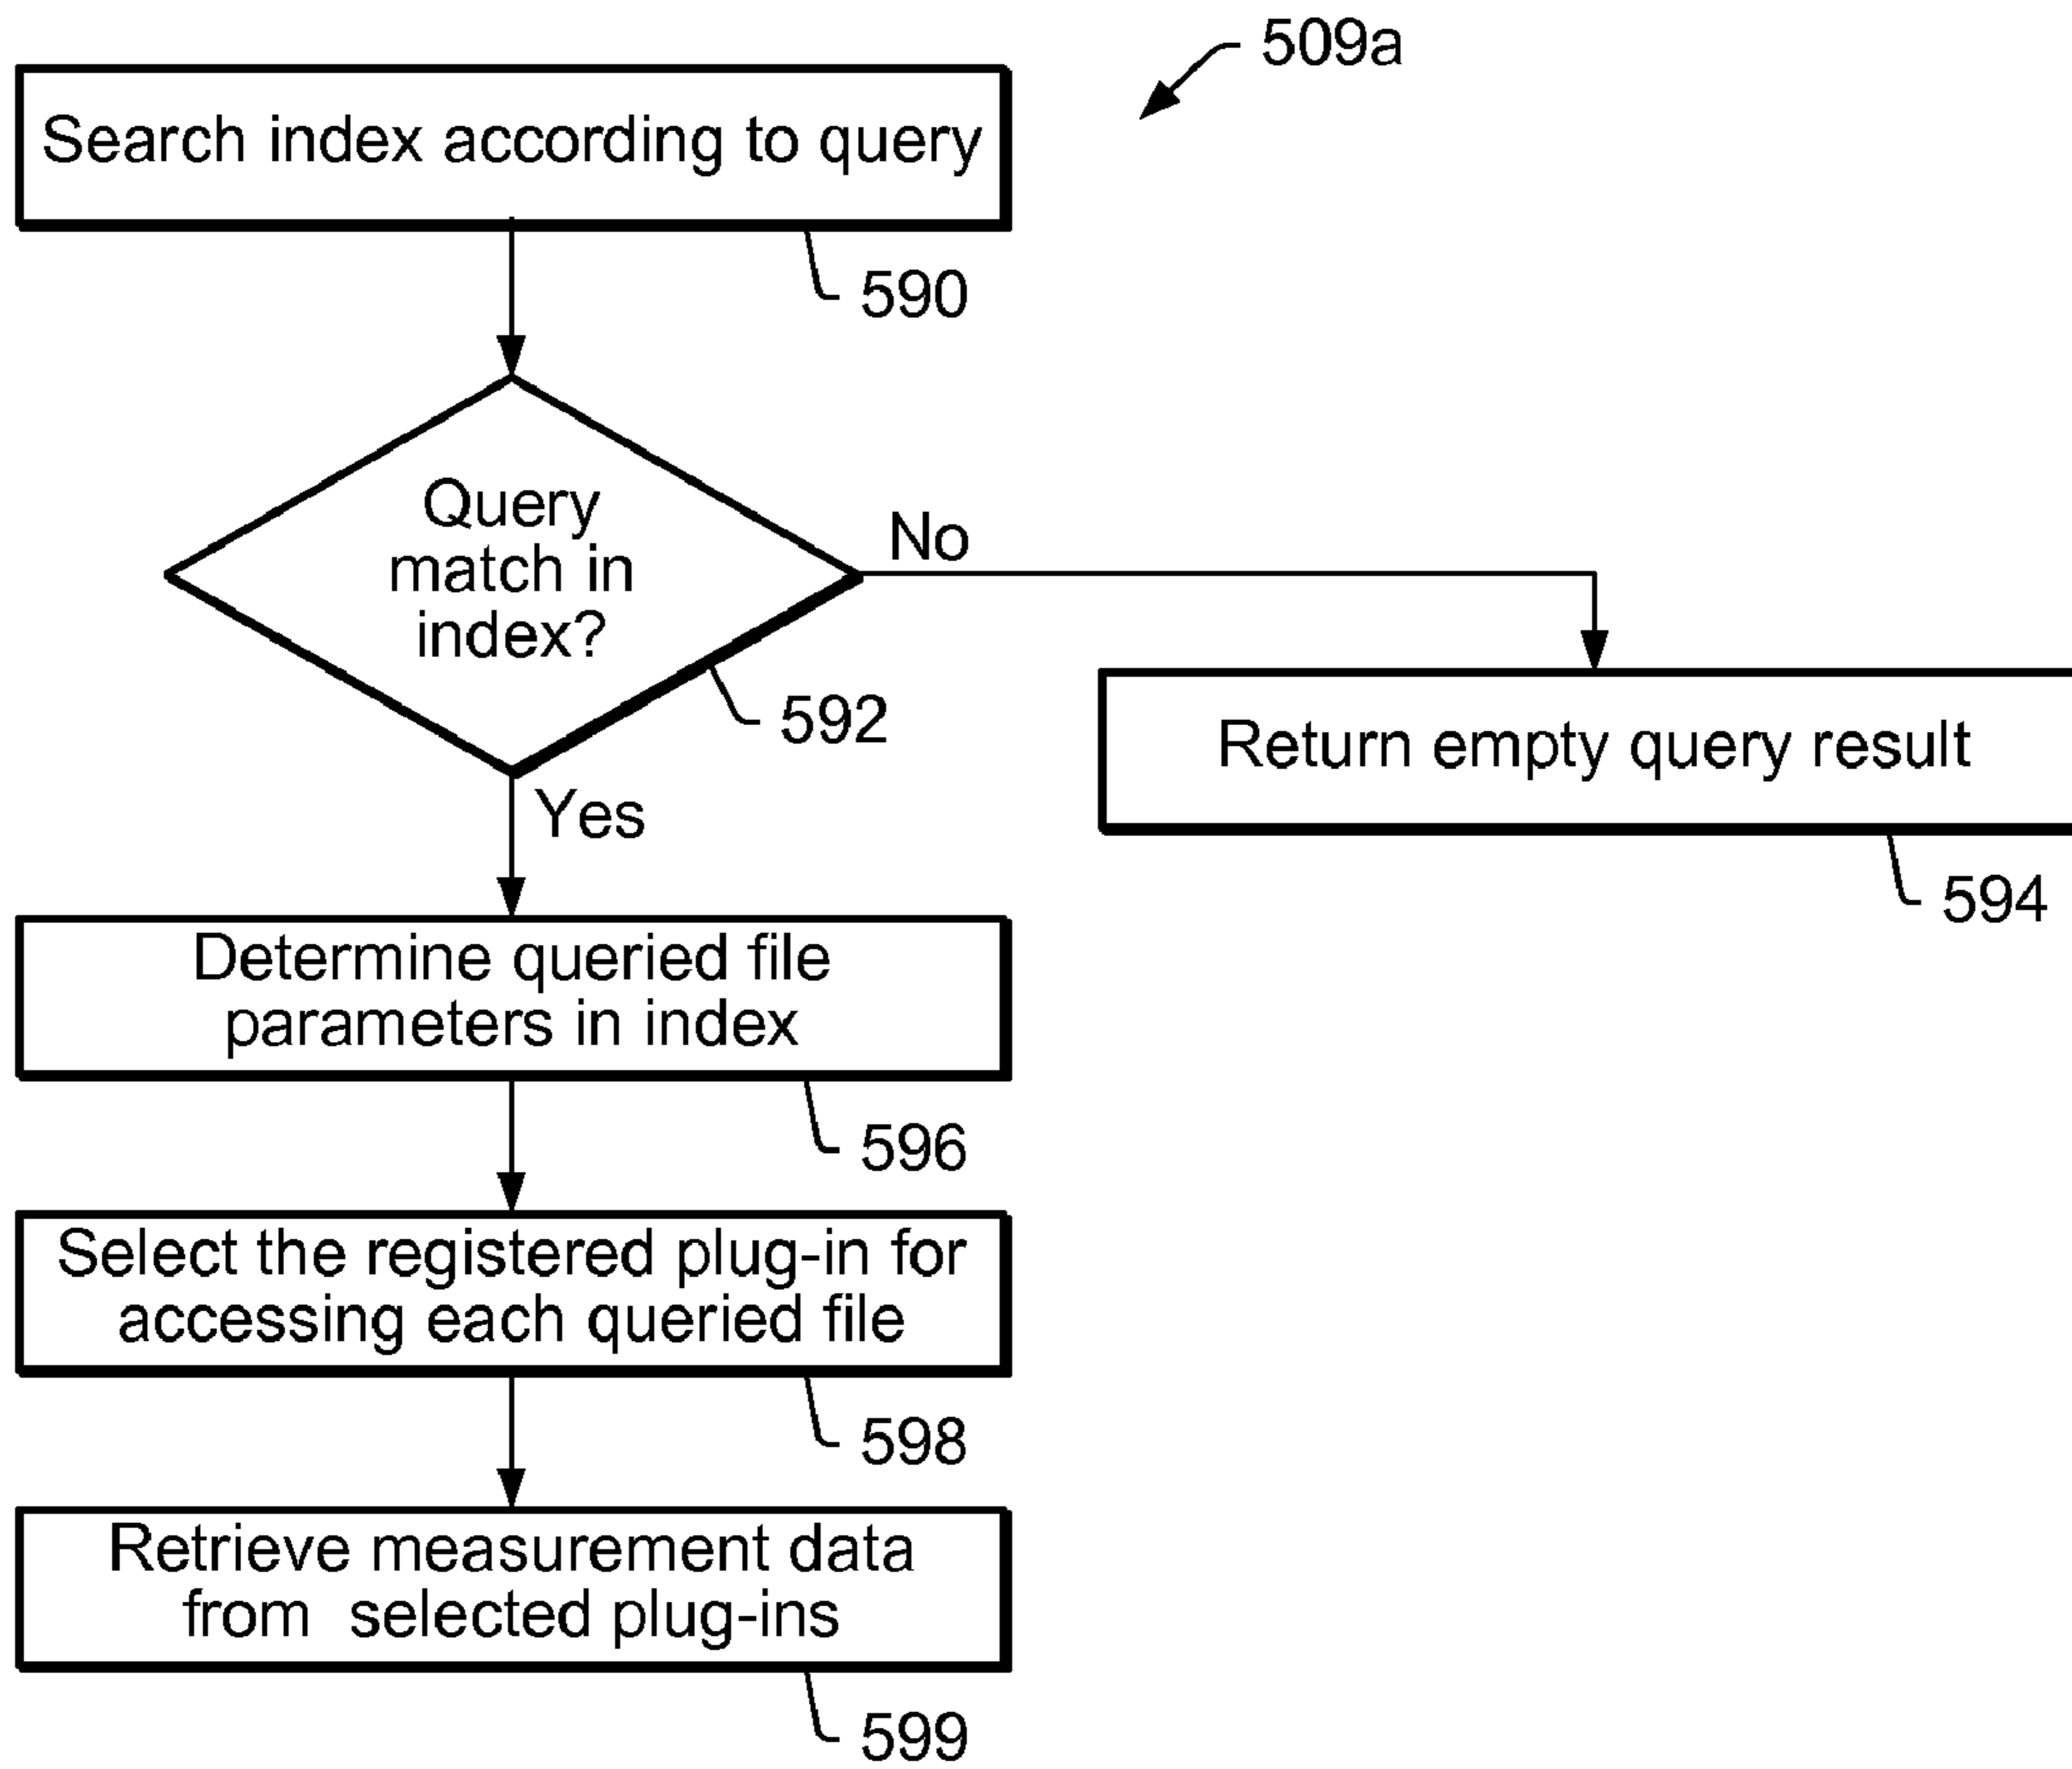 509a
Search index according to query
590
Query
match in
index?
No
592
Return empty query result
594
Yes
Determine queried file
parameters in index
596
Select the registered plug-in for
accessing each queried file
598
Retrieve measurement data
from  selected plug-ins
599